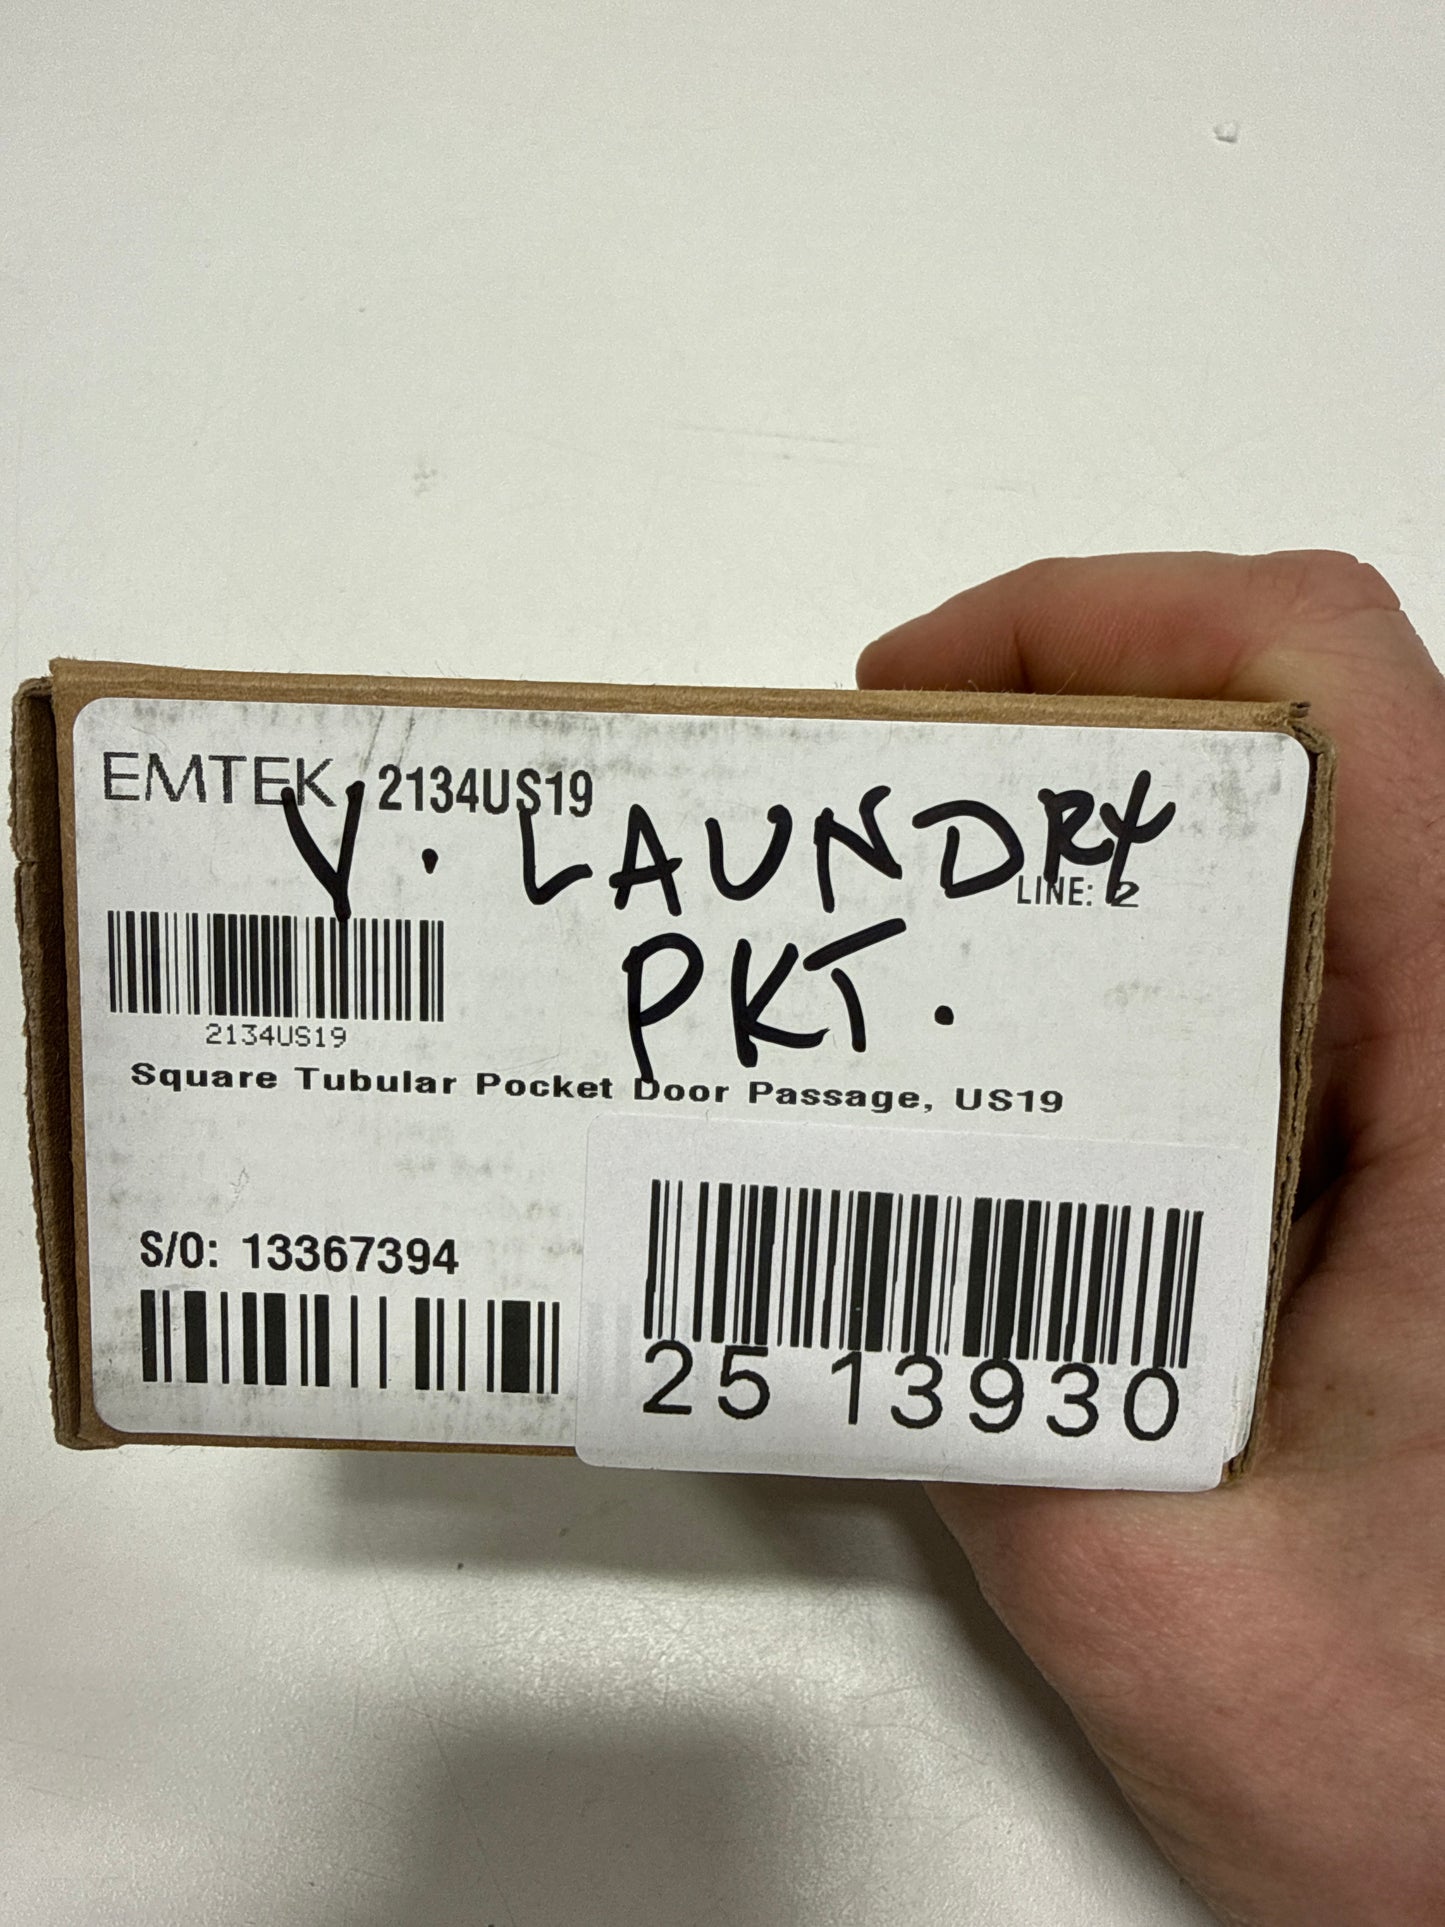 EMTEK 2134US19
Y. LAUNDRY
LINE: 2
PKT.
2134US19
Square Tubular Pocket Door Passage, US19
S/O: 13367394
25 13930